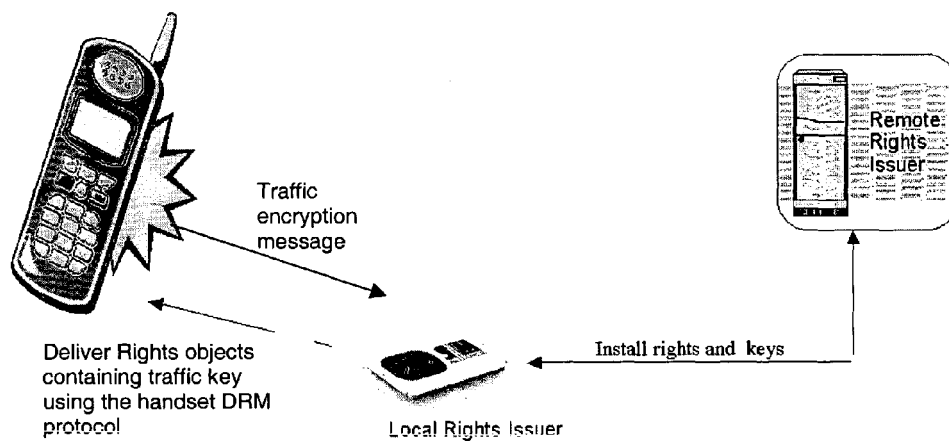 Remote
Rights
Issuer
Traffic
encryption
message
Install rights and keys
Deliver Rights objects
containing traffic key
using the handset DRM
protocol
Local Rights Issuer